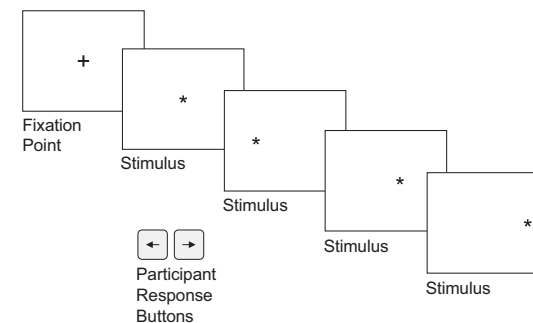 +
Fixation
Point
*
Stimulus
*
Stimulus
*
Stimulus
*
Stimulus
← →
Participant
Response
Buttons